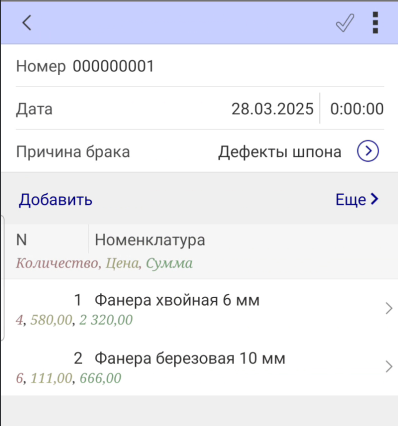 Номер 000000001
Дата 28.03.2025 0:00:00
Причина брака Дефекты шпона
Добавить Еще
N Номенклатура
Количество, Цена, Сумма
1 Фанера хвойная 6 мм
4, 580,00, 2 320,00
2 Фанера березовая 10 мм
6, 111,00, 666,00